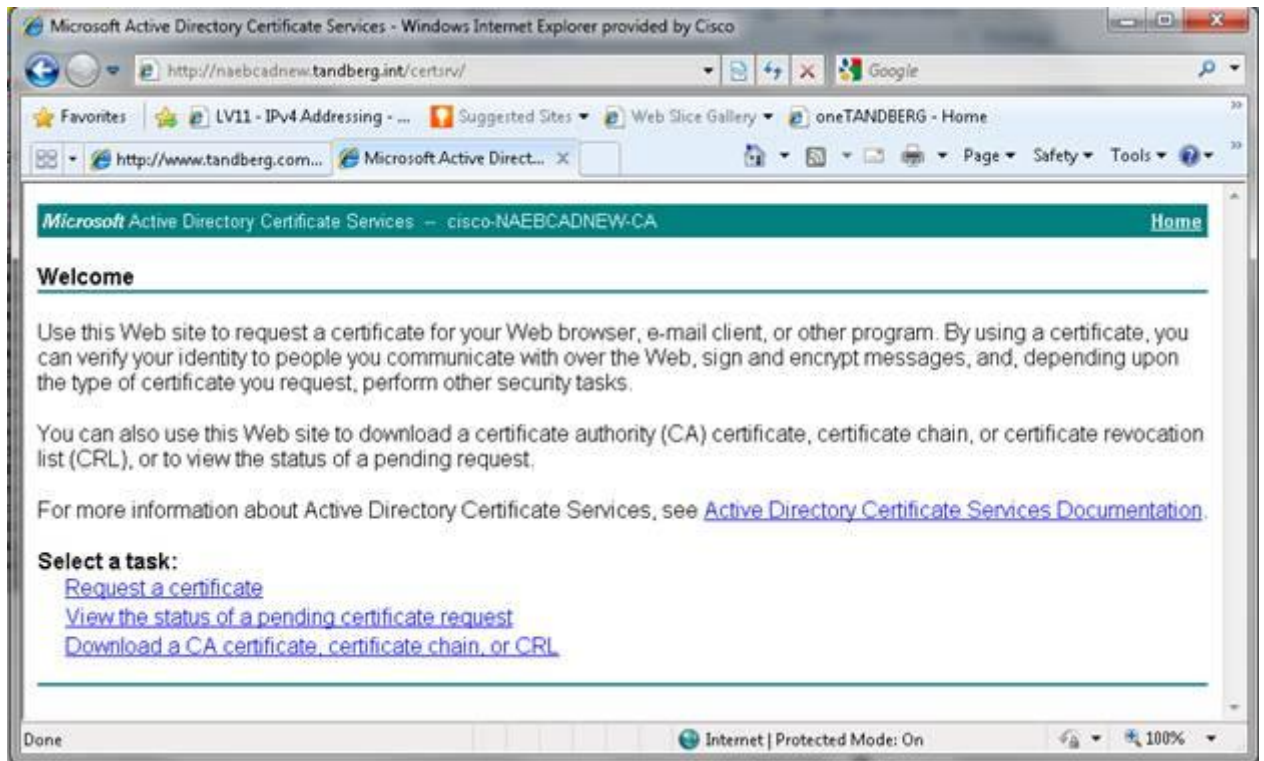 Microsoft Active Directory Certificate Services - Windows Internet Explorer provided by Cisco
http://naebcadnew.tandberg.int/certsrv/
Google
Favorites
LV11 - IPv4 Addressing - ...
Suggested Sites
Web Slice Gallery
oneTANDBERG - Home
http://www.tandberg.com...
Microsoft Active Direct...
Page
Safety
Tools
Microsoft Active Directory Certificate Services -- cisco-NAEBCADNEW-CA
Home
Welcome
Use this Web site to request a certificate for your Web browser, e-mail client, or other program. By using a certificate, you
can verify your identity to people you communicate with over the Web, sign and encrypt messages, and, depending upon
the type of certificate you request, perform other security tasks.
You can also use this Web site to download a certificate authority (CA) certificate, certificate chain, or certificate revocation
list (CRL), or to view the status of a pending request.
For more information about Active Directory Certificate Services, see Active Directory Certificate Services Documentation.
Select a task:
Request a certificate
View the status of a pending certificate request
Download a CA certificate, certificate chain, or CRL
Done
Internet | Protected Mode: On
100%